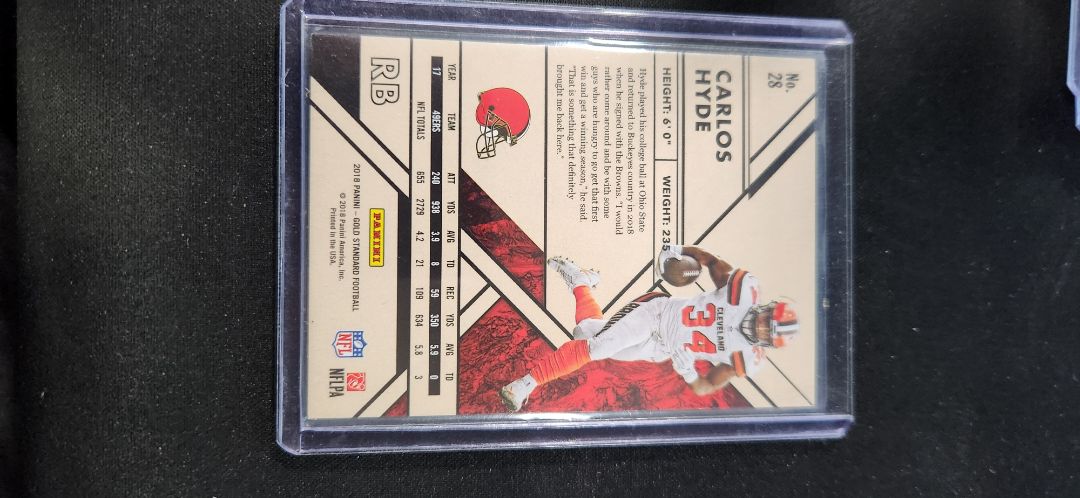 No.
28
CARLOS
HYDE
HEIGHT: 6' 0" WEIGHT: 235
Hyde played his college ball at Ohio State
and returned to Buckeyes country in 2018
when he signed with the Browns. "I would
rather come around and be with some
guys who are hungry to go get that first
win and get a winning season," he said.
"That is something that definitely
brought me back here."
CLEVELAND
34
YEAR TEAM ATT YDS AVG TD REC YDS AVG TD
17 49ERS 240 938 3.9 8 59 350 5.9 0
NFL TOTALS 655 2729 4.2 21 109 634 5.8 3
RB
PANINI
2018 PANINI – GOLD STANDARD FOOTBALL
© 2018 Panini America, Inc.
Printed in the USA.
NFL
NFLPA